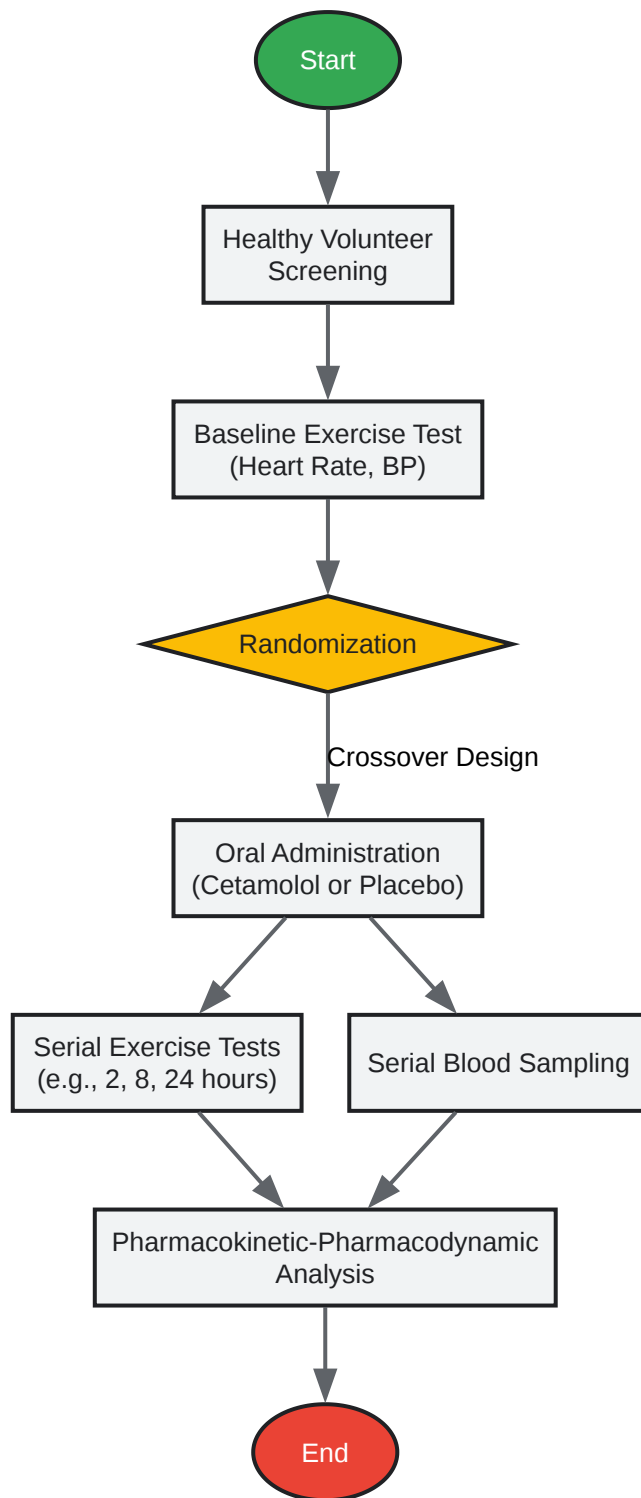 Start
Healthy Volunteer
Screening
Baseline Exercise Test
(Heart Rate, BP)
Randomization
Crossover Design
Oral Administration
(Cetamolol or Placebo)
Serial Exercise Tests
(e.g., 2, 8, 24 hours)
Serial Blood Sampling
Pharmacokinetic-Pharmacodynamic
Analysis
End